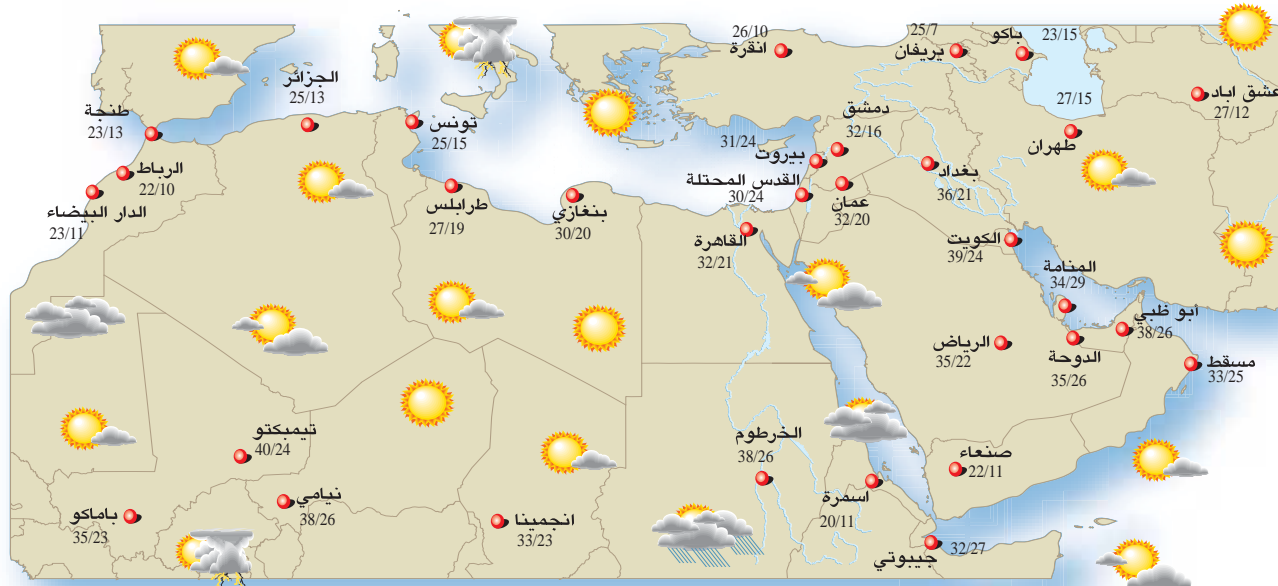 26/10
انقرة
25/7
يريفان
باكو
23/15
عشق اباد
27/12
27/15
طهران
الجزائر
25/13
طنجة
23/13
تونس
25/15
دمشق
32/16
31/24
بيروت
بغداد
36/21
الرباط
22/10
القدس المحتلة
30/24
عمان
32/20
الدار البيضاء
23/11
طرابلس
27/19
بنغازي
30/20
القاهرة
32/21
الكويت
39/24
المنامة
34/29
أبو ظبي
38/26
الرياض
35/22
الدوحة
35/26
مسقط
33/25
تيمبكتو
40/24
الخرطوم
38/26
صنعاء
22/11
نيامي
38/26
اسمرة
20/11
باماكو
35/23
انجمينا
33/23
جيبوتي
32/27